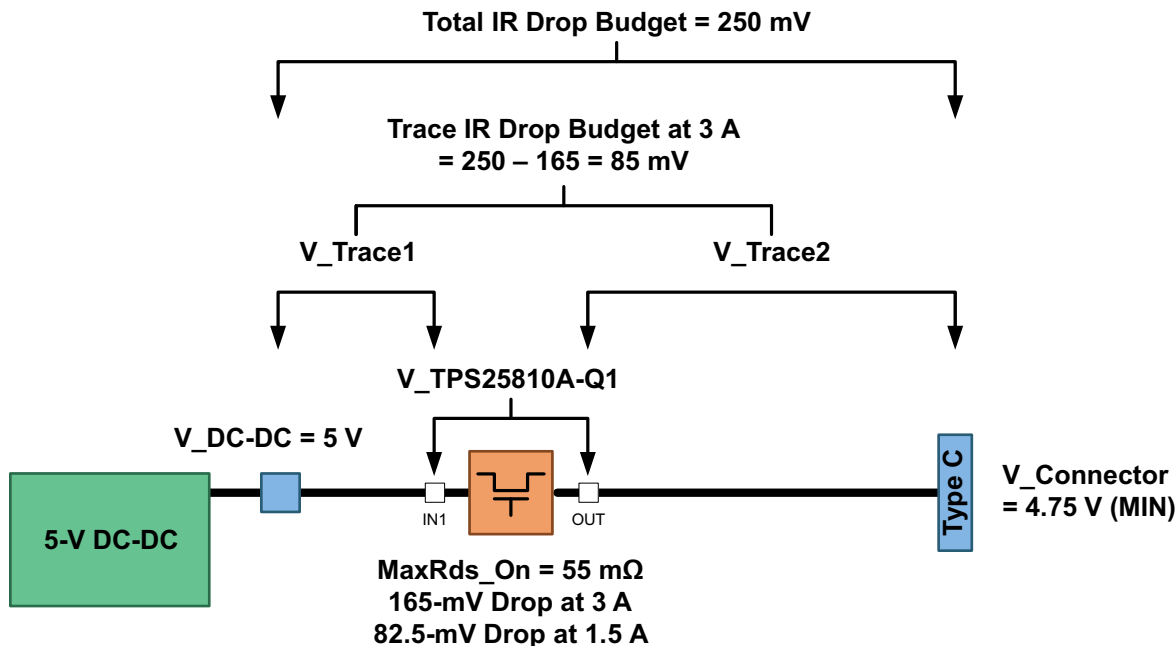 Total IR Drop Budget = 250 mV
Trace IR Drop Budget at 3 A
= 250 – 165 = 85 mV
V_Trace1
V_Trace2
V_TPS25810A-Q1
V_DC-DC = 5 V
5-V DC-DC
IN1
OUT
Type C
V_Connector
= 4.75 V (MIN)
MaxRds_On = 55 mΩ
165-mV Drop at 3 A
82.5-mV Drop at 1.5 A